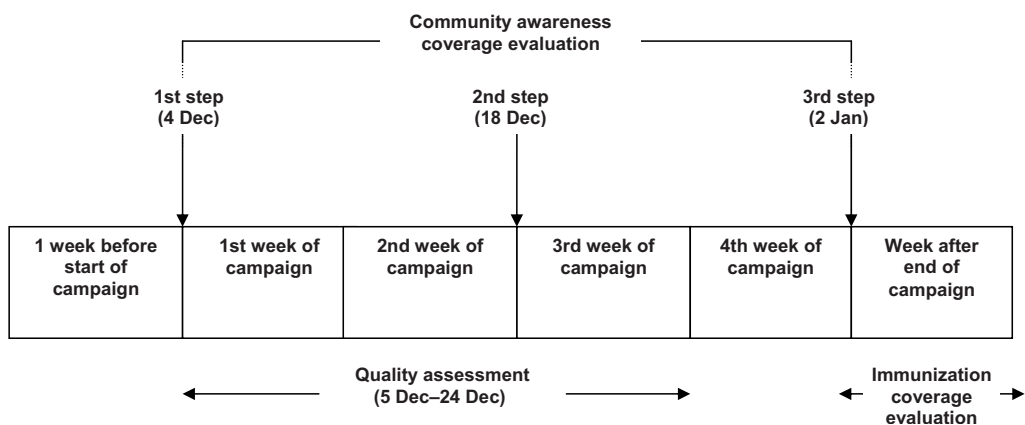 Community awareness
coverage evaluation
1st step
(4 Dec)
2nd step
(18 Dec)
3rd step
(2 Jan)
1 week before
start of
campaign
1st week of
campaign
2nd week of
campaign
3rd week of
campaign
4th week of
campaign
Week after
end of
campaign
Quality assessment
(5 Dec–24 Dec)
Immunization
coverage
evaluation